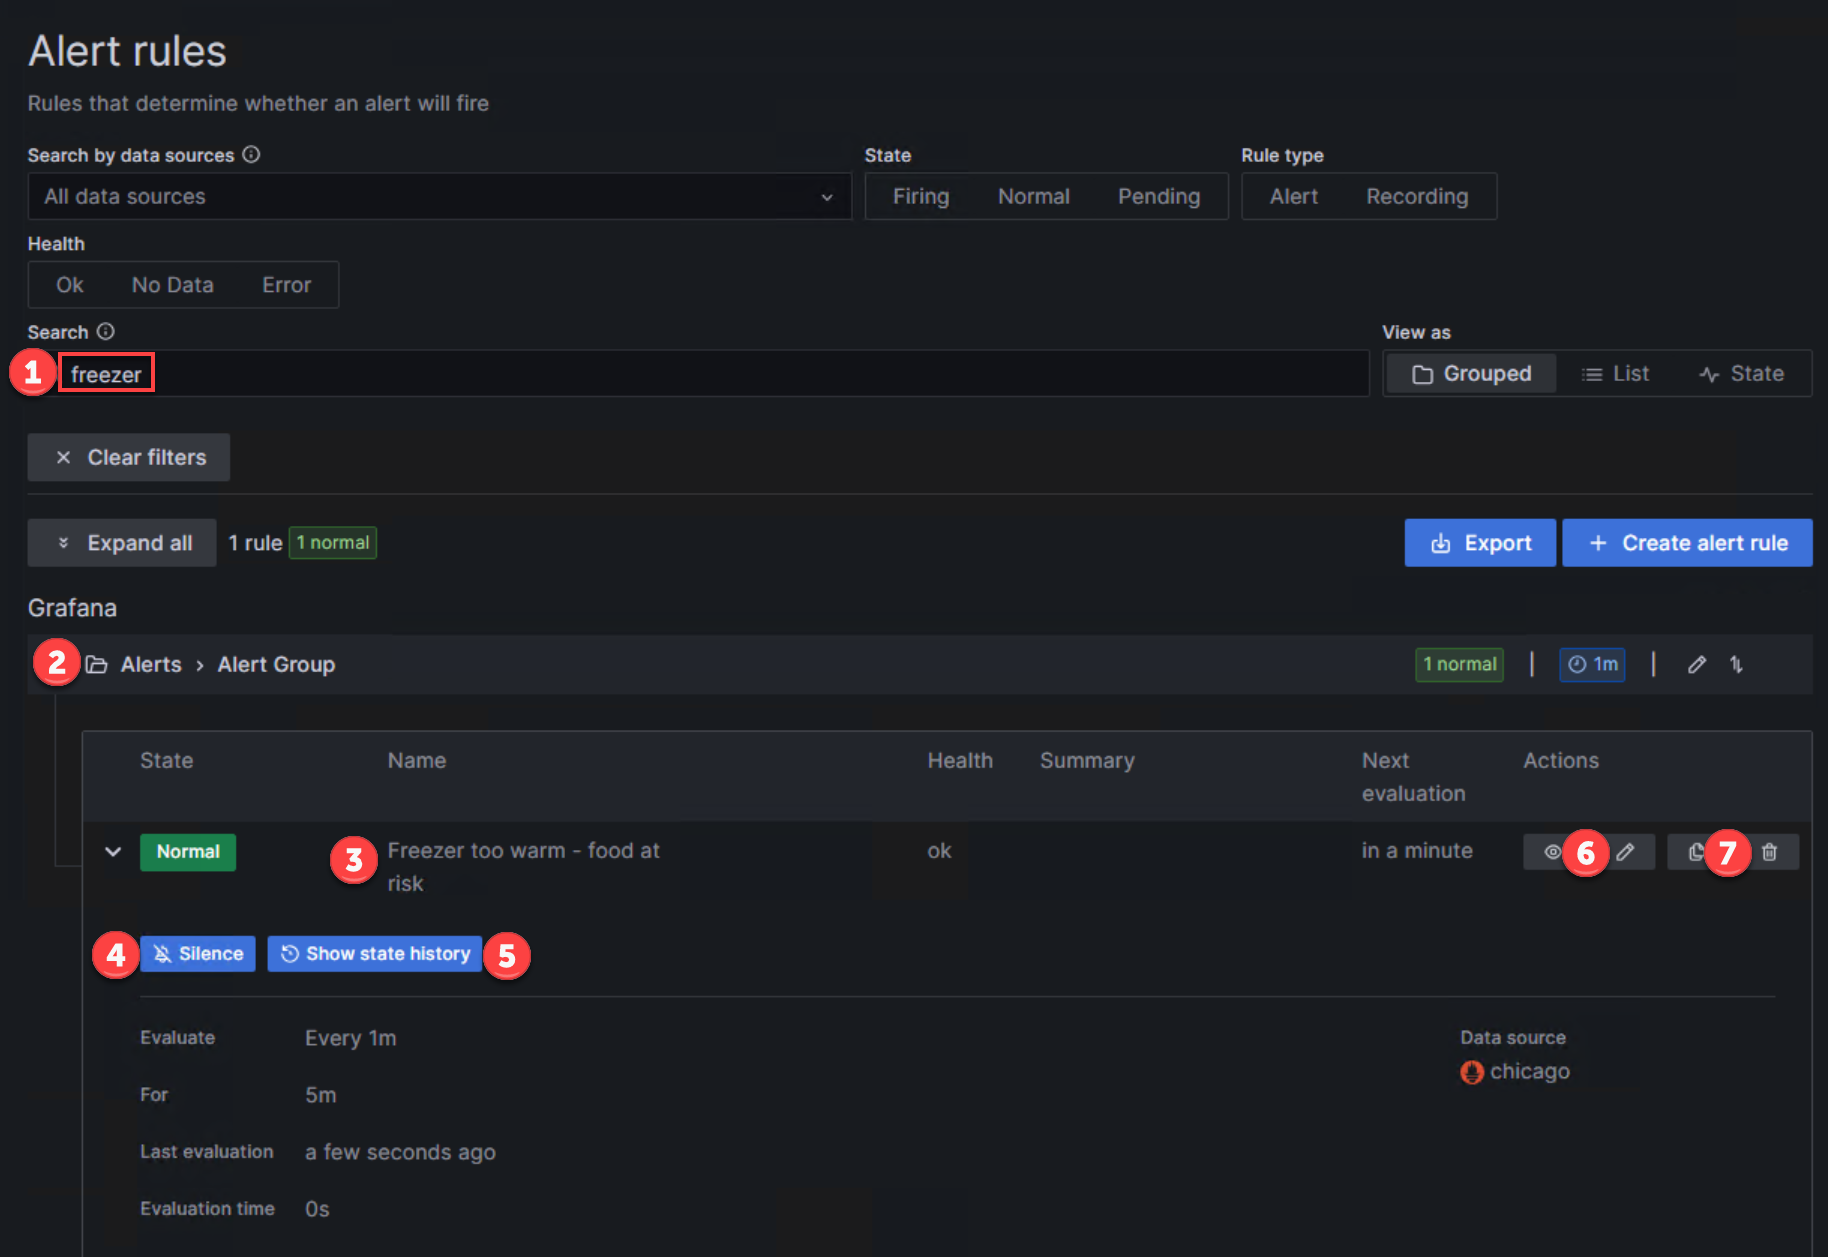 Alert rules
Rules that determine whether an alert will fire
Search by data sources
State
Rule type
All data sources
Firing Normal Pending
Alert Recording
Health
Ok No Data Error
Search
View as
1 freezer
Grouped List State
Clear filters
Expand all 1 rule 1 normal
Export + Create alert rule
Grafana
2 Alerts > Alert Group 1 normal | 1m |
State Name Health Summary Next evaluation Actions
Normal 3 Freezer too warm - food at ok in a minute 6 7
risk
4 Silence Show state history 5
Evaluate Every 1m Data source
chicago
For 5m
Last evaluation a few seconds ago
Evaluation time 0s